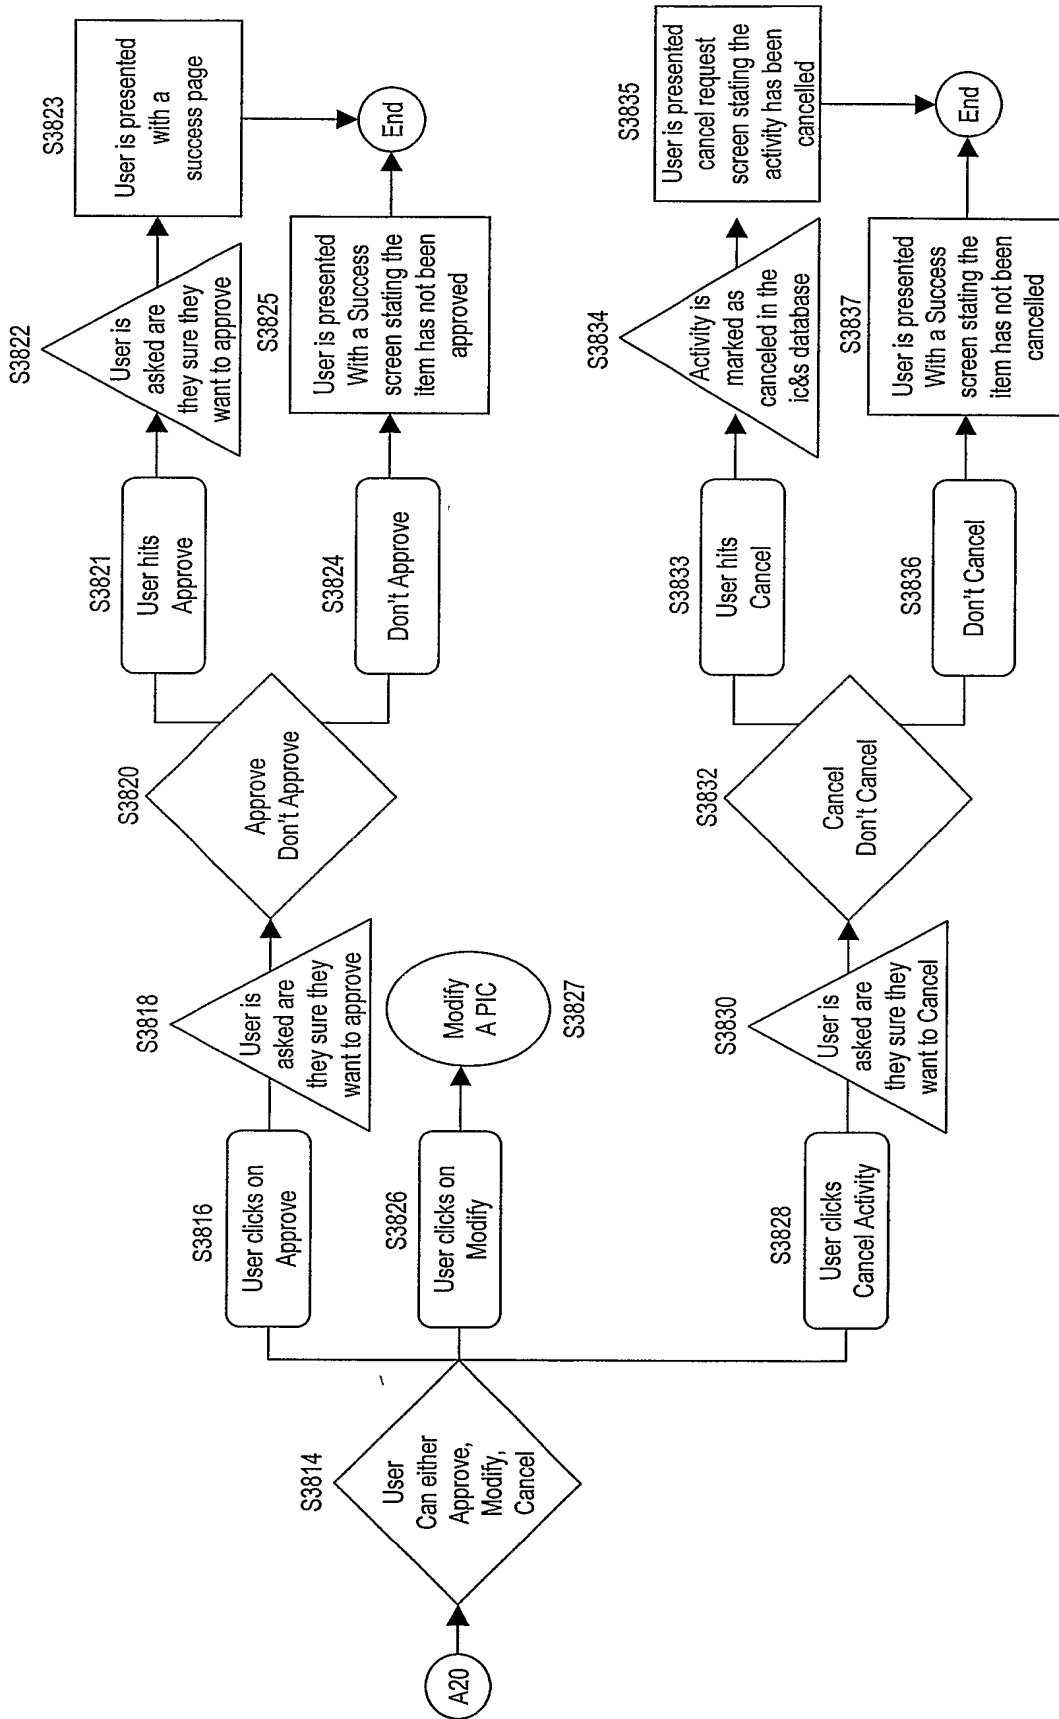 A20
S3814
User
Can either
Approve,
Modify,
Cancel
S3816
User clicks on
Approve
S3818
User is
asked are
they sure they
want to approve
S3820
Approve
Don't Approve
S3821
User hits
Approve
S3822
User is
asked are
they sure they
want to approve
S3823
User is presented
with a
success page
S3824
Don't Approve
S3825
User is presented
With a Success
screen stating the
item has not been
approved
End
S3826
User clicks on
Modify
Modify
A PIC
S3827
S3828
User clicks
Cancel Activity
S3830
User is
asked are
they sure they
want to Cancel
S3832
Cancel
Don't Cancel
S3833
User hits
Cancel
S3834
Activity is
marked as
canceled in the
ic&s database
S3835
User is presented
cancel request
screen stating the
activity has been
cancelled
S3836
Don't Cancel
S3837
User is presented
With a Success
screen stating the
item has not been
cancelled
End